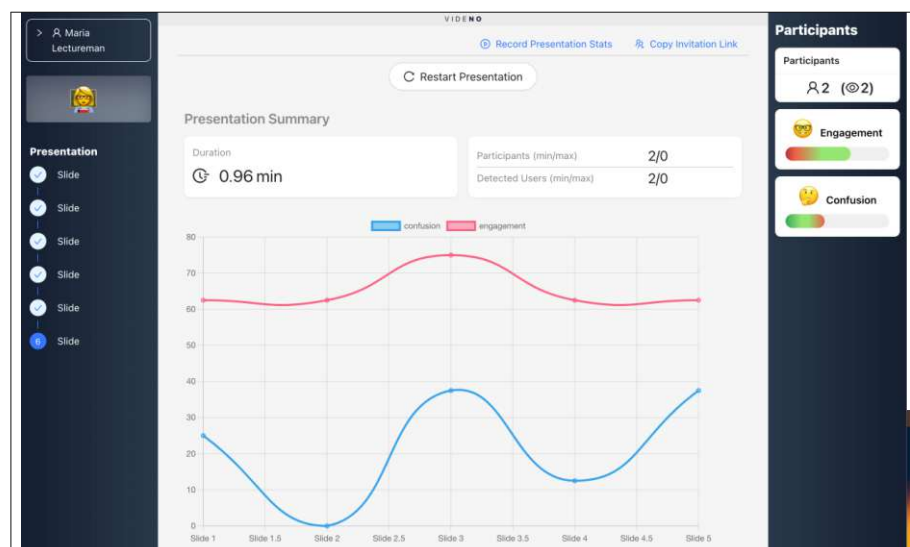 > Maria
Lectureman
Presentation
Slide
Slide
Slide
Slide
Slide
6 Slide
VIDENO
Record Presentation Stats Copy Invitation Link
Restart Presentation
Presentation Summary
Duration
0.96 min
Participants (min/max) 2/0
Detected Users (min/max) 2/0
confusion engagement
80
70
60
50
40
30
20
10
0
Slide 1 Slide 1.5 Slide 2 Slide 2.5 Slide 3 Slide 3.5 Slide 4 Slide 4.5 Slide 5
Participants
Participants
2 (2)
Engagement
Confusion